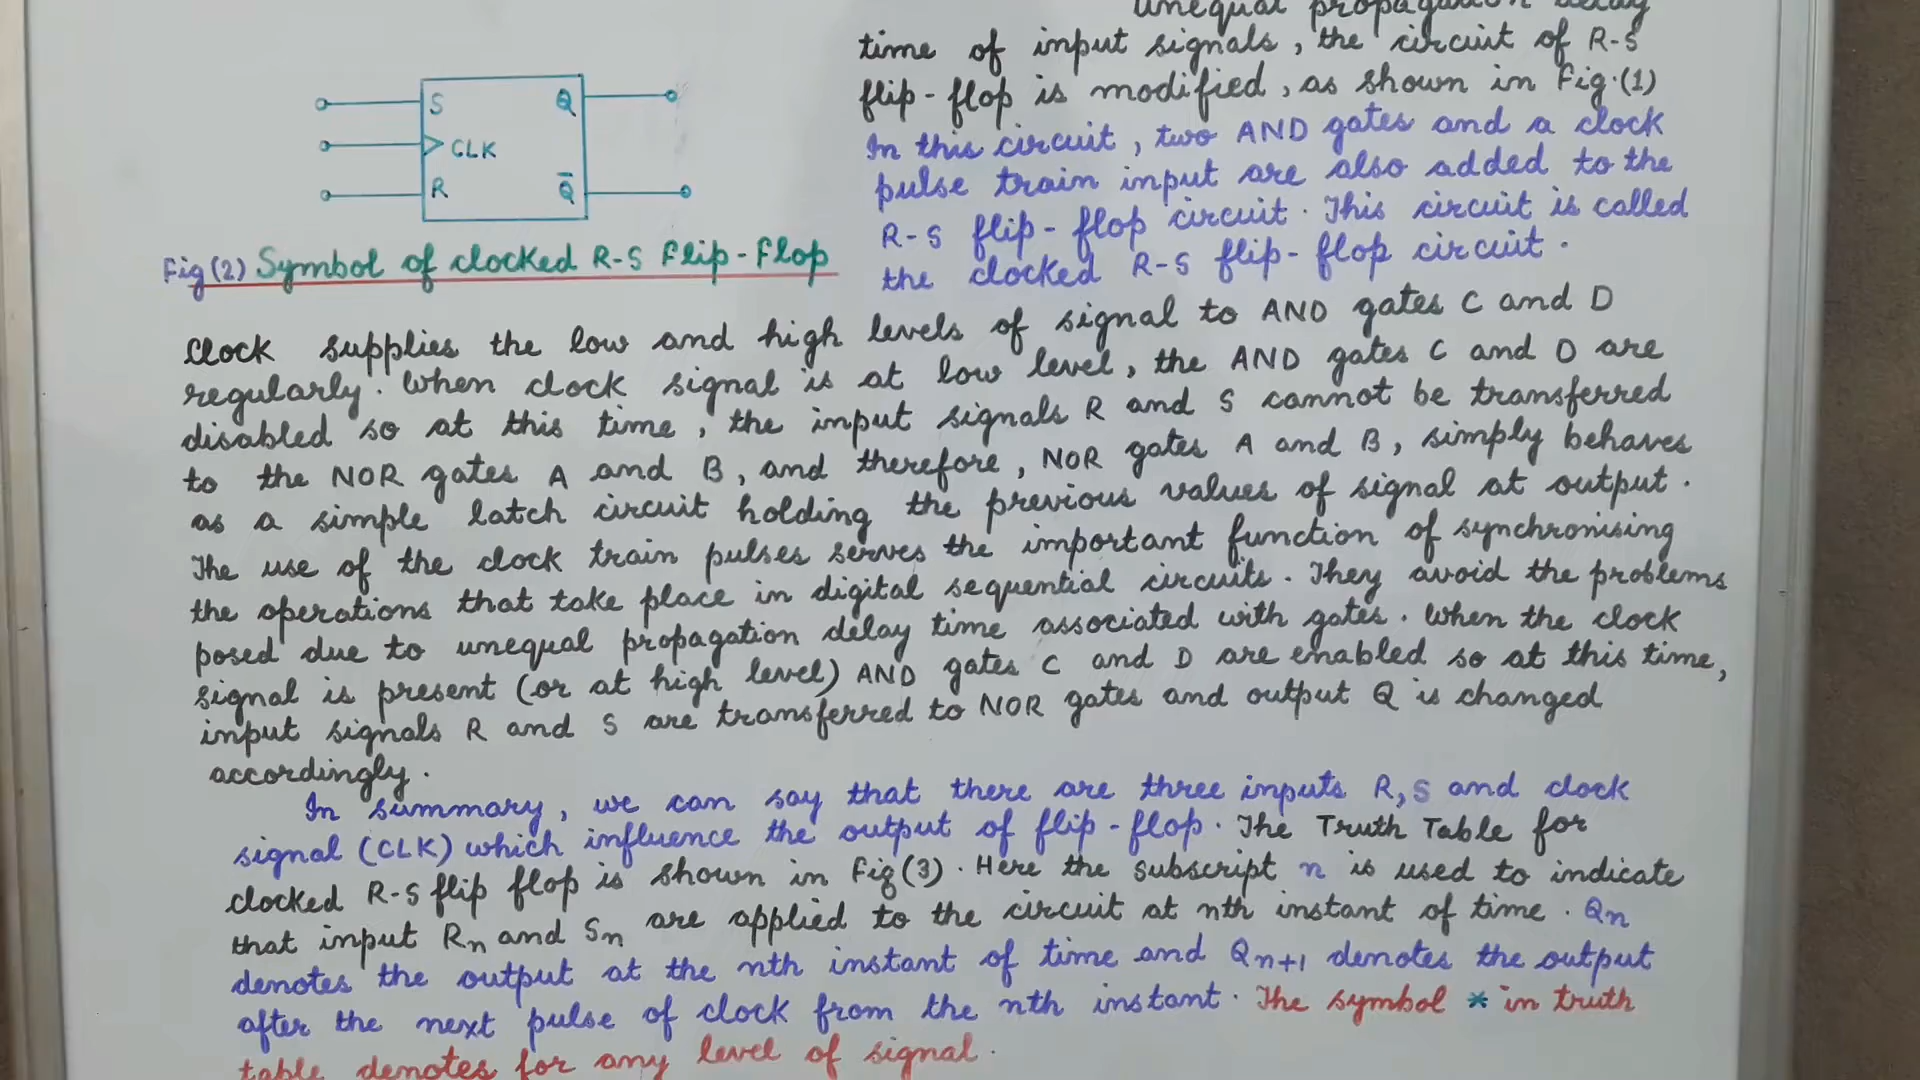 unequal propagation delay
time of input signals, the circuit of R-S
flip-flop is modified, as shown in Fig.(1)
In this circuit, two AND gates and a clock
pulse train input are also added to the
R-S flip-flop circuit. This circuit is called
the clocked R-S flip-flop circuit.
S Q
CLK
R Q̅
Fig(2) Symbol of clocked R-S Flip-Flop
Clock supplies the low and high levels of signal to AND gates C and D
regularly. When clock signal is at low level, the AND gates C and D are
disabled so at this time, the input signals R and S cannot be transferred
to the NOR gates A and B, and therefore, NOR gates A and B, simply behaves
as a simple latch circuit holding the previous values of signal at output.
The use of the clock train pulses serves the important function of synchronising
the operations that take place in digital sequential circuits. They avoid the problems
posed due to unequal propagation delay time associated with gates. When the clock
signal is present (or at high level) AND gates C and D are enabled so at this time,
input signals R and S are transferred to NOR gates and output Q is changed
accordingly.
In summary, we can say that there are three inputs R, S and clock
signal (CLK) which influence the output of flip-flop. The Truth Table for
clocked R-S flip flop is shown in Fig(3). Here the subscript n is used to indicate
that input Rn and Sn are applied to the circuit at nth instant of time. Qn
denotes the output at the nth instant of time and Qn+1 denotes the output
after the next pulse of clock from the nth instant. The symbol * in truth
table denotes for any level of signal.